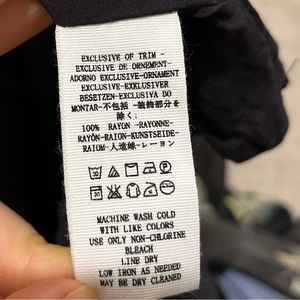 EXCLUSIVE OF TRIM -
EXCLUSIVE DE ORNEMENT-
ADORNO EXCLUSIVE-ORNAMENT
EXKLUSIVE-EXKLUSIVER
BESETZEN-EXCLUSIVA DO
MONTAR-不包括 -装飾部分を
除く
100% RAYON -RAYONNE-
RAYÓN-RAION-KUNSTSEIDE-
RAIOM-人造絲-レーヨン
30
30
MACHINE WASH COLD
WITH LIKE COLORS
USE ONLY NON-CHLORINE
BLEACH
LINE DRY
LOW IRON AS NEEDED
MAY BE DRY CLEANED